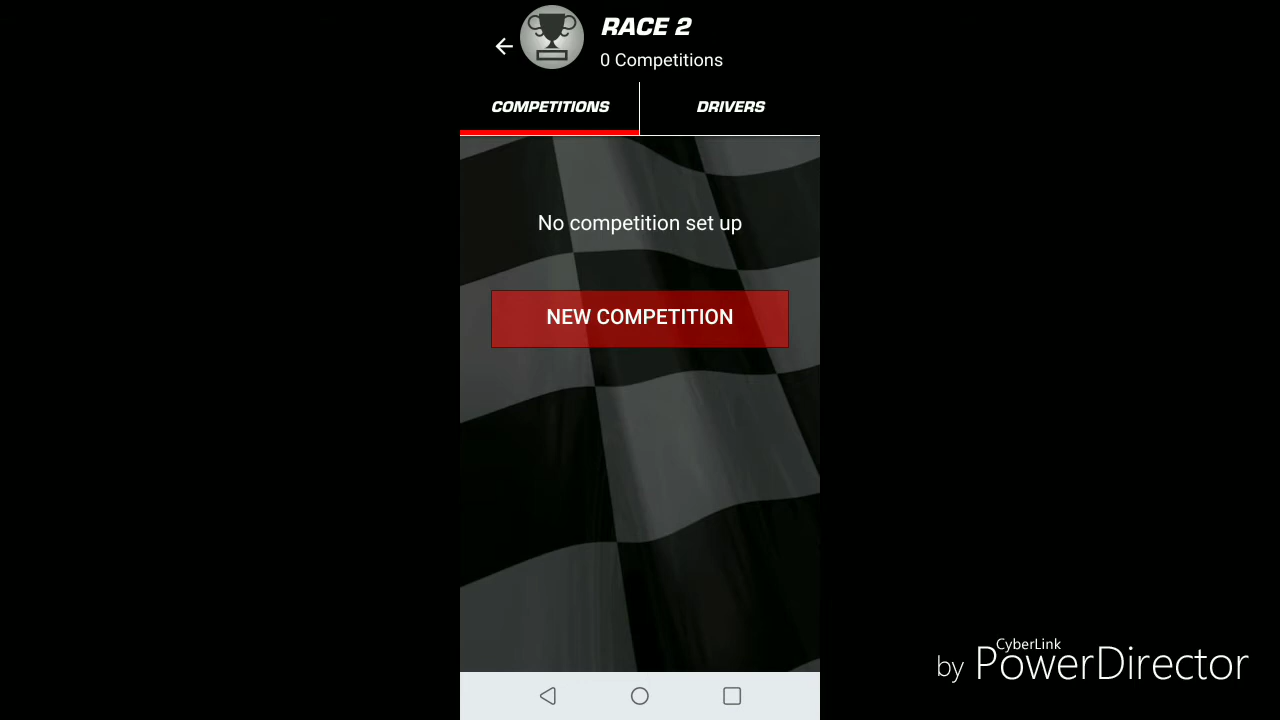 RACE 2
0 Competitions
COMPETITIONS
DRIVERS
No competition set up
NEW COMPETITION
CyberLink
by PowerDirector